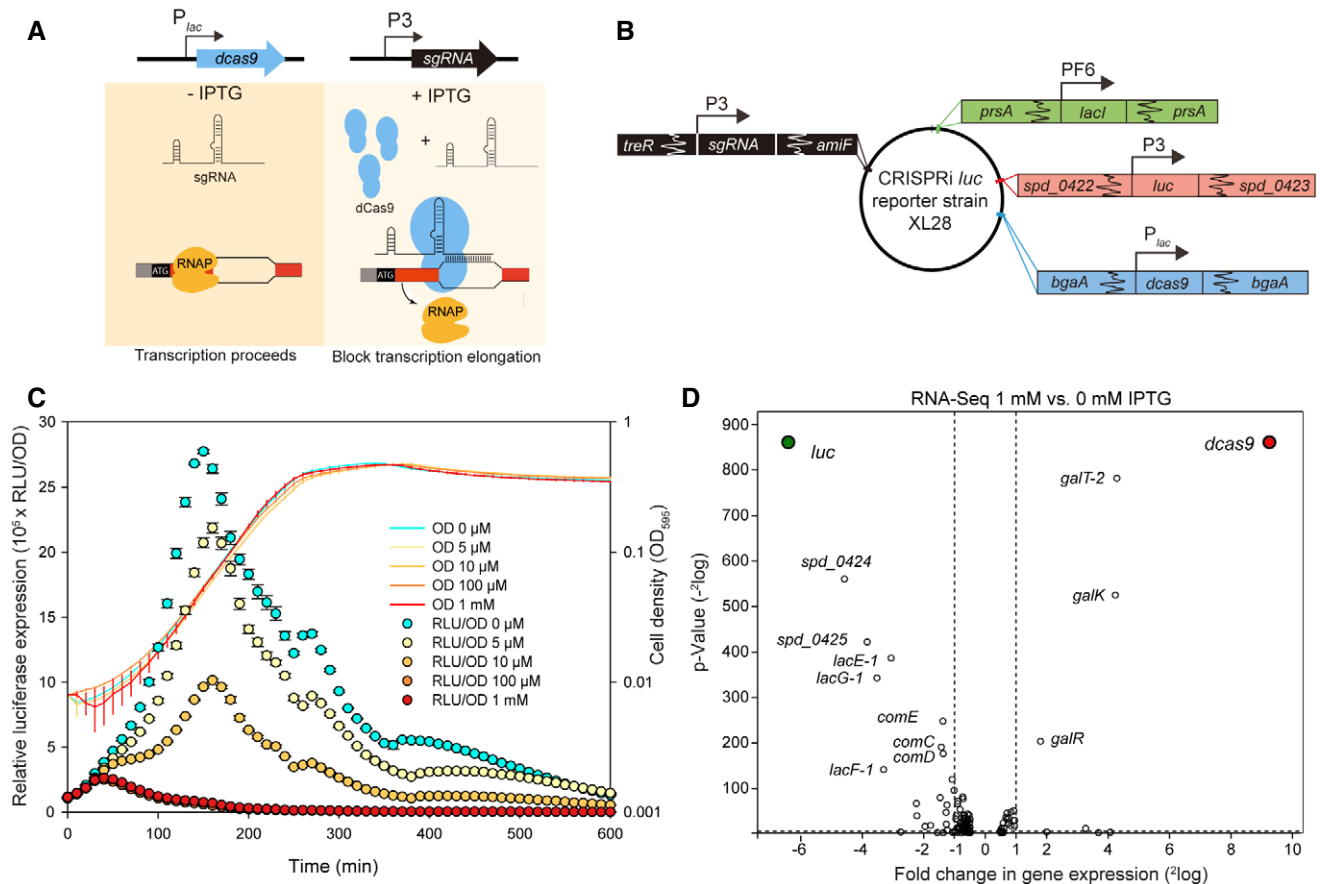 A
Plac
dcas9
P3
sgRNA
- IPTG
+ IPTG
sgRNA
+
dCas9
ATG
RNAP
ATG
RNAP
Transcription proceeds
Block transcription elongation
B
PF6
prsA lacI prsA
P3
treR sgRNA amiF
P3
spd_0422 luc spd_0423
CRISPRi luc
reporter strain
XL28
Plac
bgaA dcas9 bgaA
C
Relative luciferase expression (10⁵ x RLU/OD)
30
25
20
15
10
5
0
1
0.1
0.01
0.001
Cell density (OD₅₉₅)
OD 0 µM
OD 5 µM
OD 10 µM
OD 100 µM
OD 1 mM
RLU/OD 0 µM
RLU/OD 5 µM
RLU/OD 10 µM
RLU/OD 100 µM
RLU/OD 1 mM
0 100 200 300 400 500 600
Time (min)
D
RNA-Seq 1 mM vs. 0 mM IPTG
p-Value (-²log)
900
800
700
600
500
400
300
200
100
luc
dcas9
galT-2
spd_0424
galK
spd_0425
lacE-1
lacG-1
comE
comC
comD
galR
lacF-1
-6 -4 -2 -1 0 1 2 4 6 8 10
Fold change in gene expression (²log)